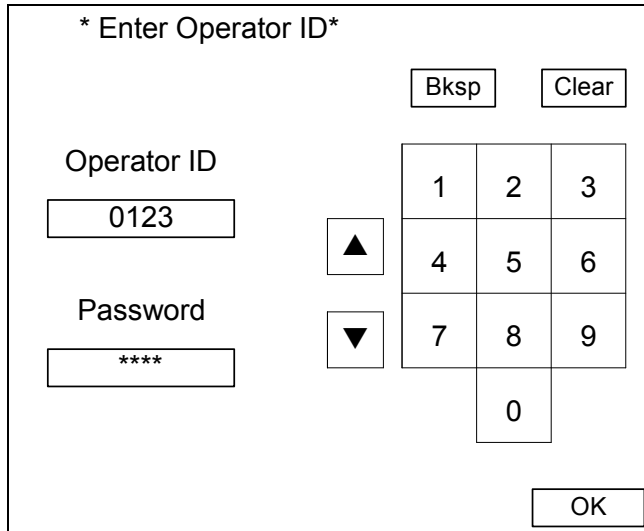 * Enter Operator ID*
Bksp Clear
Operator ID
0123
Password
****
▲
▼
1 2 3
4 5 6
7 8 9
0
OK